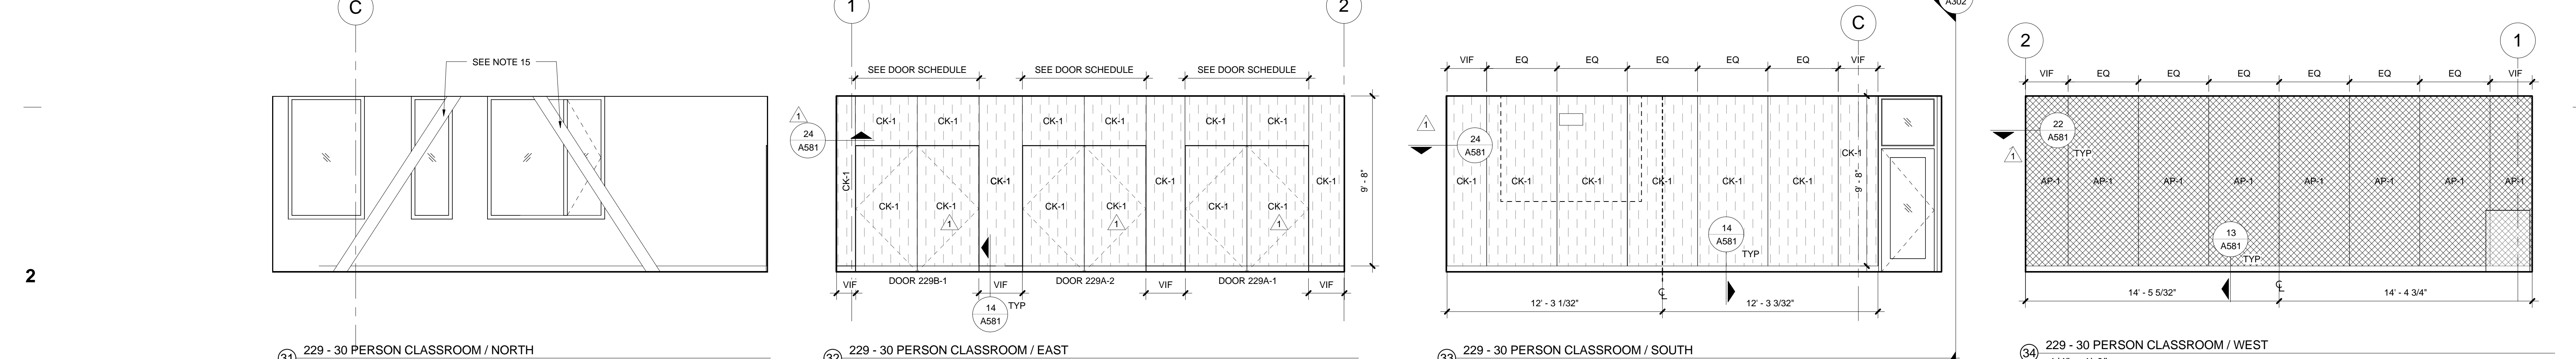 C
SEE NOTE 15
31 229 - 30 PERSON CLASSROOM / NORTH
2
1 2
SEE DOOR SCHEDULE SEE DOOR SCHEDULE SEE DOOR SCHEDULE
1
24
A581
CK-1 CK-1 CK-1 CK-1 CK-1 CK-1
CK-1 CK-1 CK-1 CK-1
CK-1 CK-1 CK-1 CK-1 CK-1 CK-1
1 1 1
9' - 8"
DOOR 229B-1 DOOR 229A-2 DOOR 229A-1
VIF VIF VIF VIF
14
A581
TYP
32 229 - 30 PERSON CLASSROOM / EAST
C
A302
VIF EQ EQ EQ EQ EQ VIF
1
24
A581
CK-1
CK-1 CK-1 CK-1 CK-1 CK-1 CK-1
9' - 8"
14
A581
TYP
CL
12' - 3 1/32" 12' - 3 3/32"
33 229 - 30 PERSON CLASSROOM / SOUTH
2 1
VIF EQ EQ EQ EQ EQ EQ VIF
22
A581
TYP
1
AP-1 AP-1 AP-1 AP-1 AP-1 AP-1 AP-1 AP-1
13
A581
TYP
CL
14' - 5 5/32" 14' - 4 3/4"
34 229 - 30 PERSON CLASSROOM / WEST